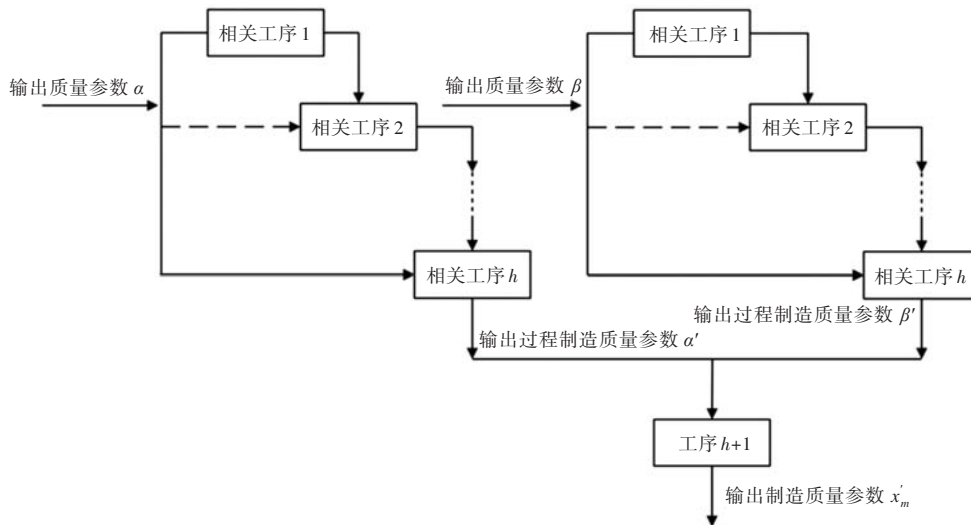 相关工序1
相关工序1
输出质量参数 α
输出质量参数 β
相关工序2
相关工序2
相关工序h
相关工序h
输出过程制造质量参数 α′
输出过程制造质量参数 β′
工序h+1
输出制造质量参数 x′m